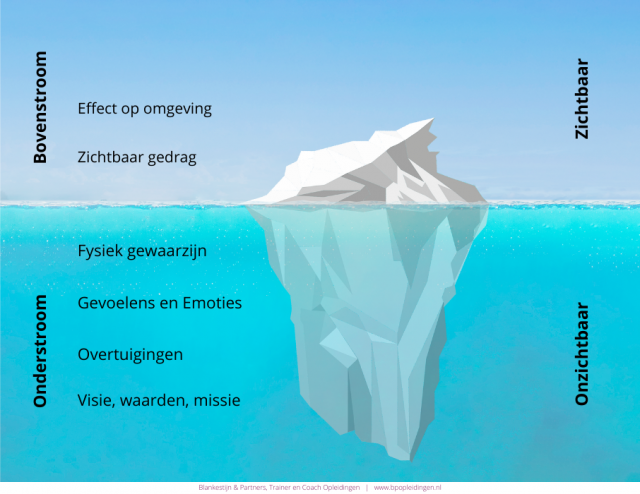 Bovenstroom
Zichtbaar
Effect op omgeving
Zichtbaar gedrag
Fysiek gewaarzijn
Gevoelens en Emoties
Onderstroom
Onzichtbaar
Overtuigingen
Visie, waarden, missie
Blankestijn & Partners, Trainer en Coach Opleidingen | www.bpopleidingen.nl